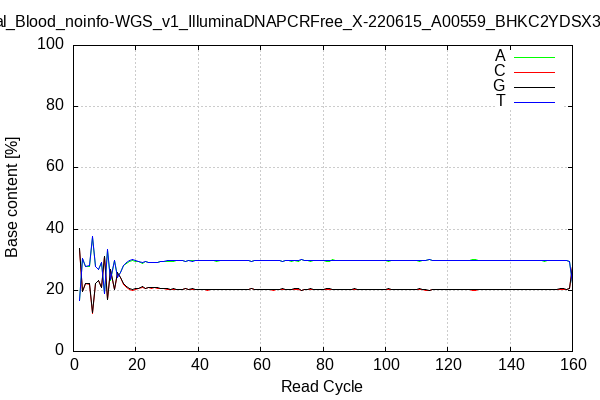 al_Blood_noinfo-WGS_v1_IlluminaDNAPCRFree_X-220615_A00559_BHKC2YDSX3
100
80
60
40
20
0
Base content [%]
A
C
G
T
0 20 40 60 80 100 120 140 160
Read Cycle